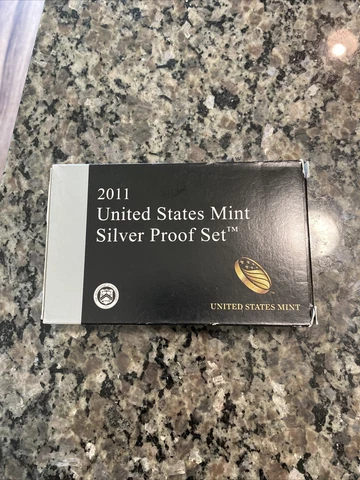 2011
United States Mint
Silver Proof Set™
UNITED STATES MINT